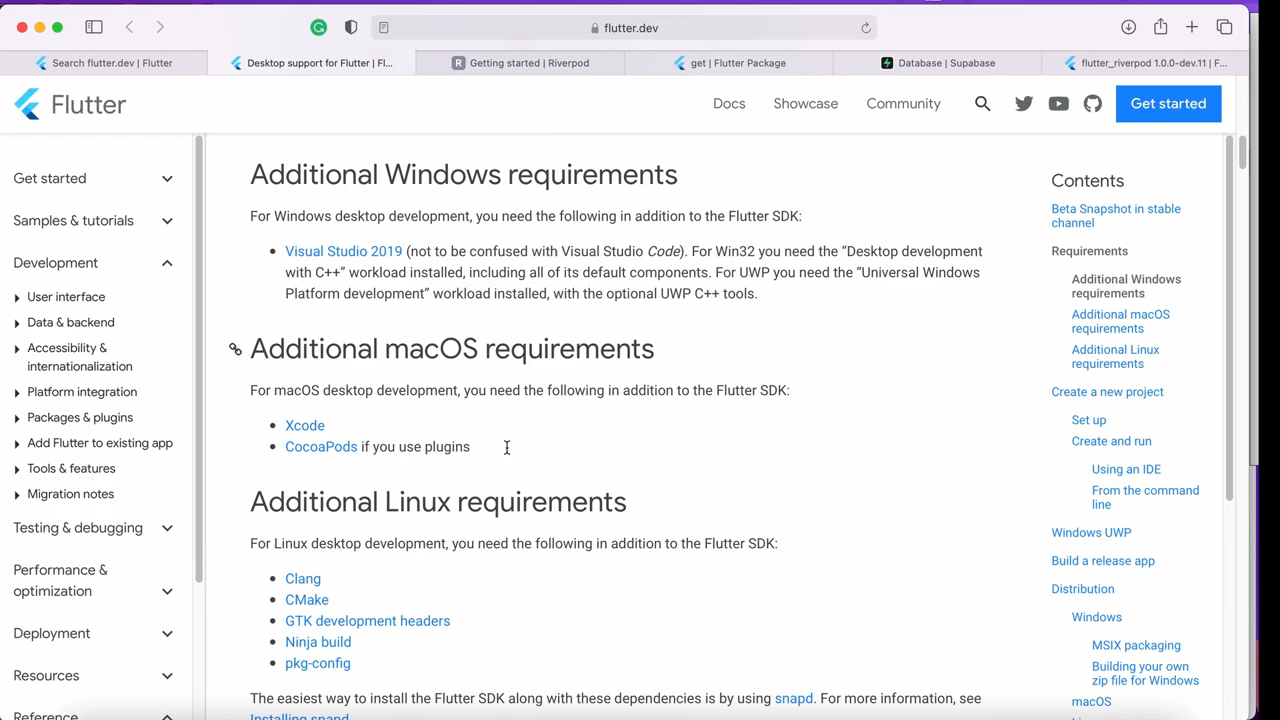 flutter.dev
Search flutter.dev | Flutter
Desktop support for Flutter | Fl...
Getting started | Riverpod
get | Flutter Package
Database | Supabase
flutter_riverpod 1.0.0-dev.11 | F...
Flutter
Docs
Showcase
Community
Get started
Get started
Samples & tutorials
Development
User interface
Data & backend
Accessibility &
internationalization
Platform integration
Packages & plugins
Add Flutter to existing app
Tools & features
Migration notes
Testing & debugging
Performance &
optimization
Deployment
Resources
Reference
Additional Windows requirements
For Windows desktop development, you need the following in addition to the Flutter SDK:
Visual Studio 2019 (not to be confused with Visual Studio Code). For Win32 you need the “Desktop development
with C++” workload installed, including all of its default components. For UWP you need the “Universal Windows
Platform development” workload installed, with the optional UWP C++ tools.
Additional macOS requirements
For macOS desktop development, you need the following in addition to the Flutter SDK:
Xcode
CocoaPods if you use plugins
Additional Linux requirements
For Linux desktop development, you need the following in addition to the Flutter SDK:
Clang
CMake
GTK development headers
Ninja build
pkg-config
The easiest way to install the Flutter SDK along with these dependencies is by using snapd. For more information, see
Installing snapd
Contents
Beta Snapshot in stable
channel
Requirements
Additional Windows
requirements
Additional macOS
requirements
Additional Linux
requirements
Create a new project
Set up
Create and run
Using an IDE
From the command
line
Windows UWP
Build a release app
Distribution
Windows
MSIX packaging
Building your own
zip file for Windows
macOS